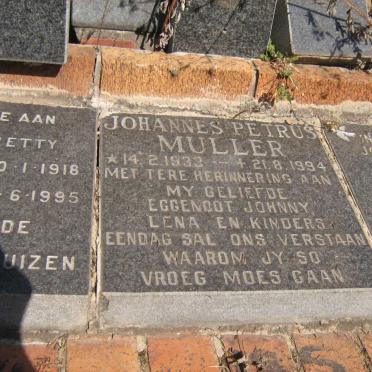 E AAN
ETTY
0·1·1918
·6·1995
DE
UIZEN
JOHANNES PETRUS
MULLER
★14·2·1933 — †21·8·1994
MET TERE HERINNERING AAN
MY GELIEFDE
EGGENOOT JOHNNY
LENA EN KINDERS
EENDAG SAL ONS VERSTAAN
WAAROM JY SO
VROEG MOES GAAN